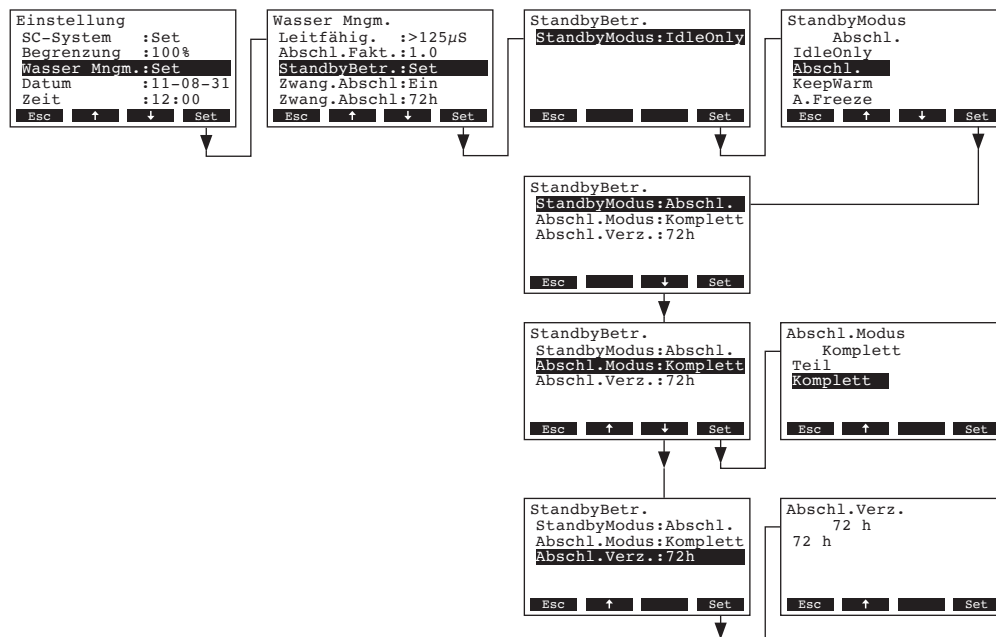 Einstellung
SC-System :Set
Begrenzung :100%
Wasser Mngm.:Set
Datum :11-08-31
Zeit :12:00
Esc ↑ ↓ Set
Wasser Mngm.
Leitfähig. :>125µS
Abschl.Fakt.:1.0
StandbyBetr.:Set
Zwang.Abschl:Ein
Zwang.Abschl:72h
Esc ↑ ↓ Set
StandbyBetr.
StandbyModus:IdleOnly
Esc Set
StandbyModus
Abschl.
IdleOnly
Abschl.
KeepWarm
A.Freeze
Esc ↑ ↓ Set
StandbyBetr.
StandbyModus:Abschl.
Abschl.Modus:Komplett
Abschl.Verz.:72h
Esc ↓ Set
StandbyBetr.
StandbyModus:Abschl.
Abschl.Modus:Komplett
Abschl.Verz.:72h
Esc ↑ ↓ Set
Abschl.Modus
Komplett
Teil
Komplett
Esc ↑ Set
StandbyBetr.
StandbyModus:Abschl.
Abschl.Modus:Komplett
Abschl.Verz.:72h
Esc ↑ Set
Abschl.Verz.
72 h
72 h
Esc ↑ Set